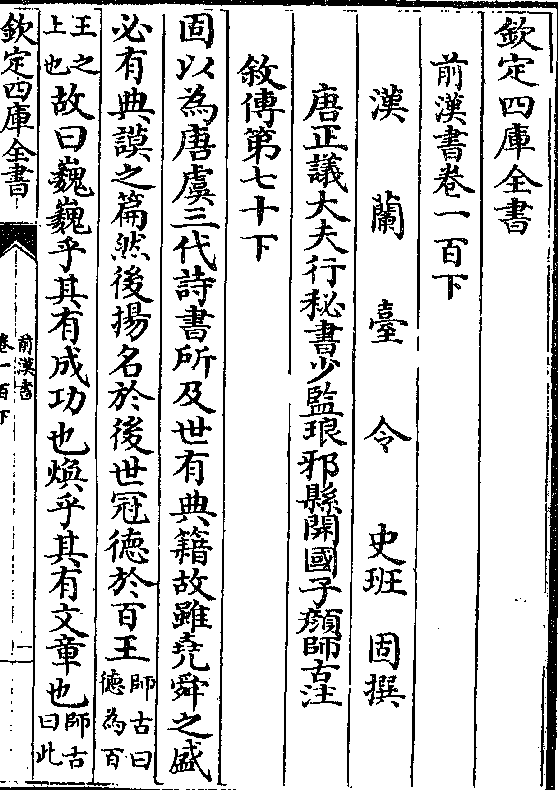 欽定四庫全書
前漢書卷一百下
漢蘭臺令史班固撰
唐正議大夫行秘書少監琅邪縣開國子顏師古注
敘傳第七十下
固以為唐虞三代詩書所及世有典籍故雖堯舜之盛
必有典謨之篇然後揚名於後世冠德於百王師古曰德為百
王之上也故曰巍巍乎其有成功也煥乎其有文章也師古曰此
欽定四庫全書
前漢書
卷一百下
一